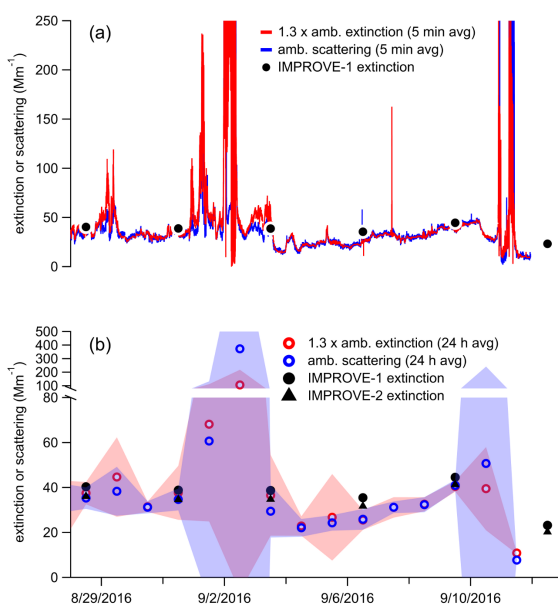 (a)
1.3 x amb. extinction (5 min avg)
amb. scattering (5 min avg)
IMPROVE-1 extinction
extinction or scattering (Mm⁻¹)
250
200
150
100
50
0
(b)
1.3 x amb. extinction (24 h avg)
amb. scattering (24 h avg)
IMPROVE-1 extinction
IMPROVE-2 extinction
extinction or scattering (Mm⁻¹)
500
400
300
200
100
80
60
40
20
0
8/29/2016
9/2/2016
9/6/2016
9/10/2016